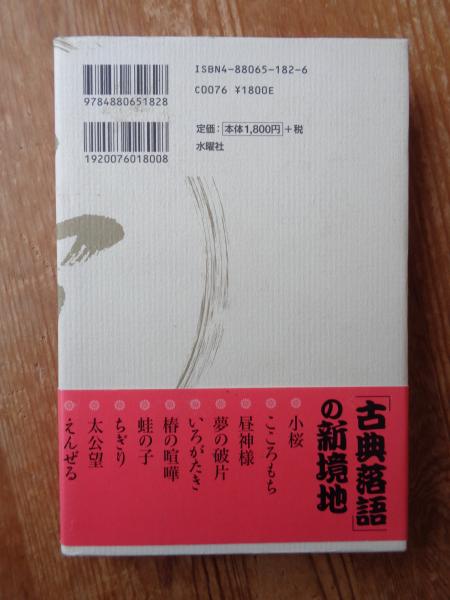 ISBN4-88065-182-6
C0076 ¥1800E
定価：本体1,800円＋税
水曜社
9784880651828
1920076018008
「古典落語」
の新境地
小桜
こころもち
昼神様
夢の破片
いろがたき
椿の喧嘩
蛙の子
ちぎり
太公望
えんぜる